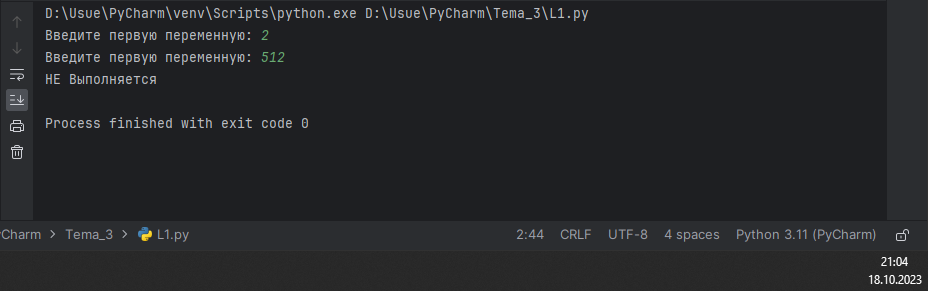 D:\Usue\PyCharm\venv\Scripts\python.exe D:\Usue\PyCharm\Tema_3\L1.py
Введите первую переменную: 2
Введите первую переменную: 512
НЕ Выполняется
Process finished with exit code 0
yCharm > Tema_3 > L1.py 2:44 CRLF UTF-8 4 spaces Python 3.11 (PyCharm)
21:04
18.10.2023